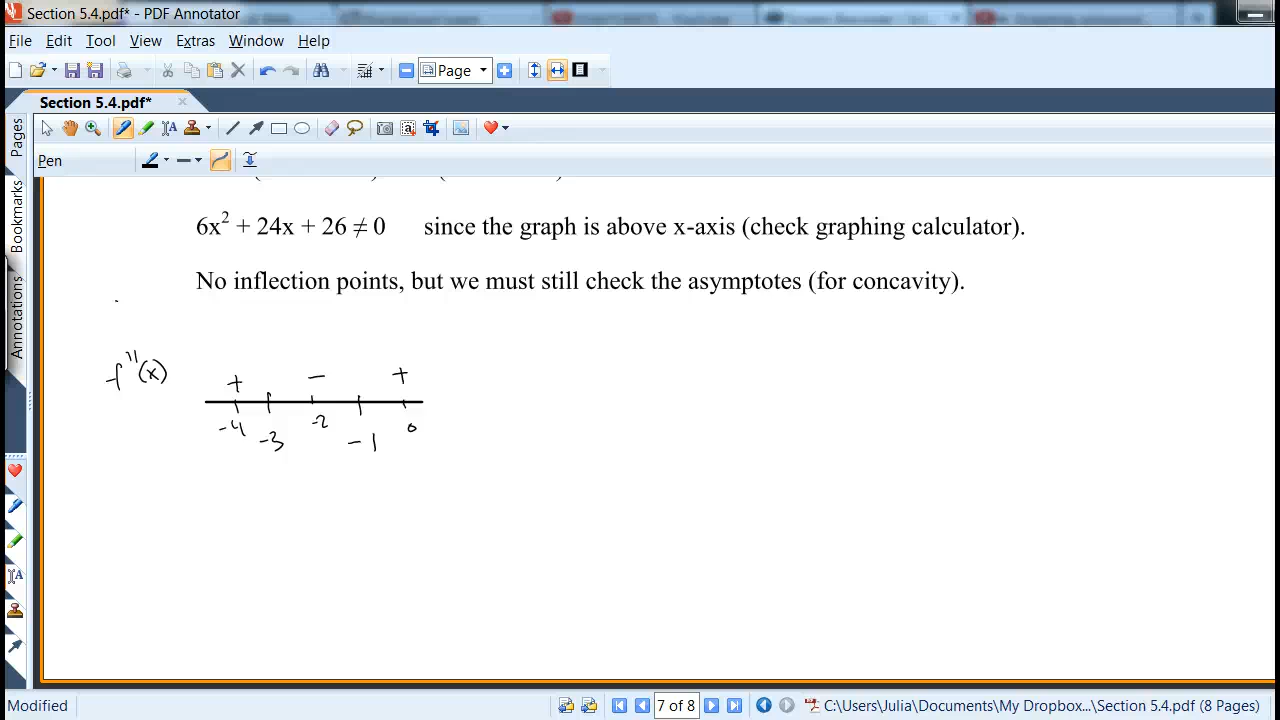 Section 5.4.pdf* - PDF Annotator
File Edit Tool View Extras Window Help
Page
Section 5.4.pdf*
Pen
Pages
Bookmarks
Annotations
6x² + 24x + 26 ≠ 0 since the graph is above x-axis (check graphing calculator).
No inflection points, but we must still check the asymptotes (for concavity).
f''(x)
+ − +
-4 -3 -2 -1 0
Modified
7 of 8
C:\Users\Julia\Documents\My Dropbox...\Section 5.4.pdf (8 Pages)